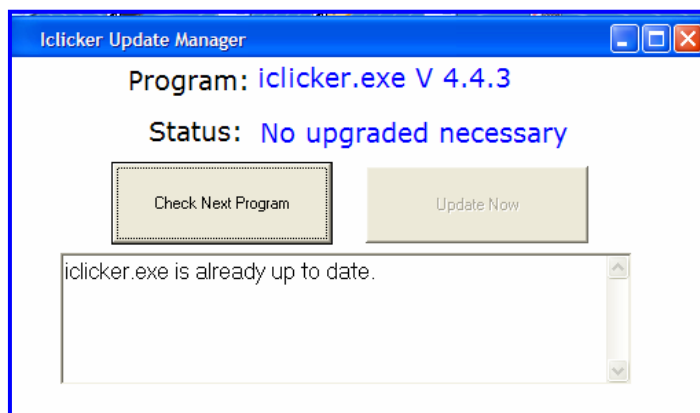 Iclicker Update Manager
Program: iclicker.exe V 4.4.3
Status: No upgraded necessary
Check Next Program Update Now
iclicker.exe is already up to date.